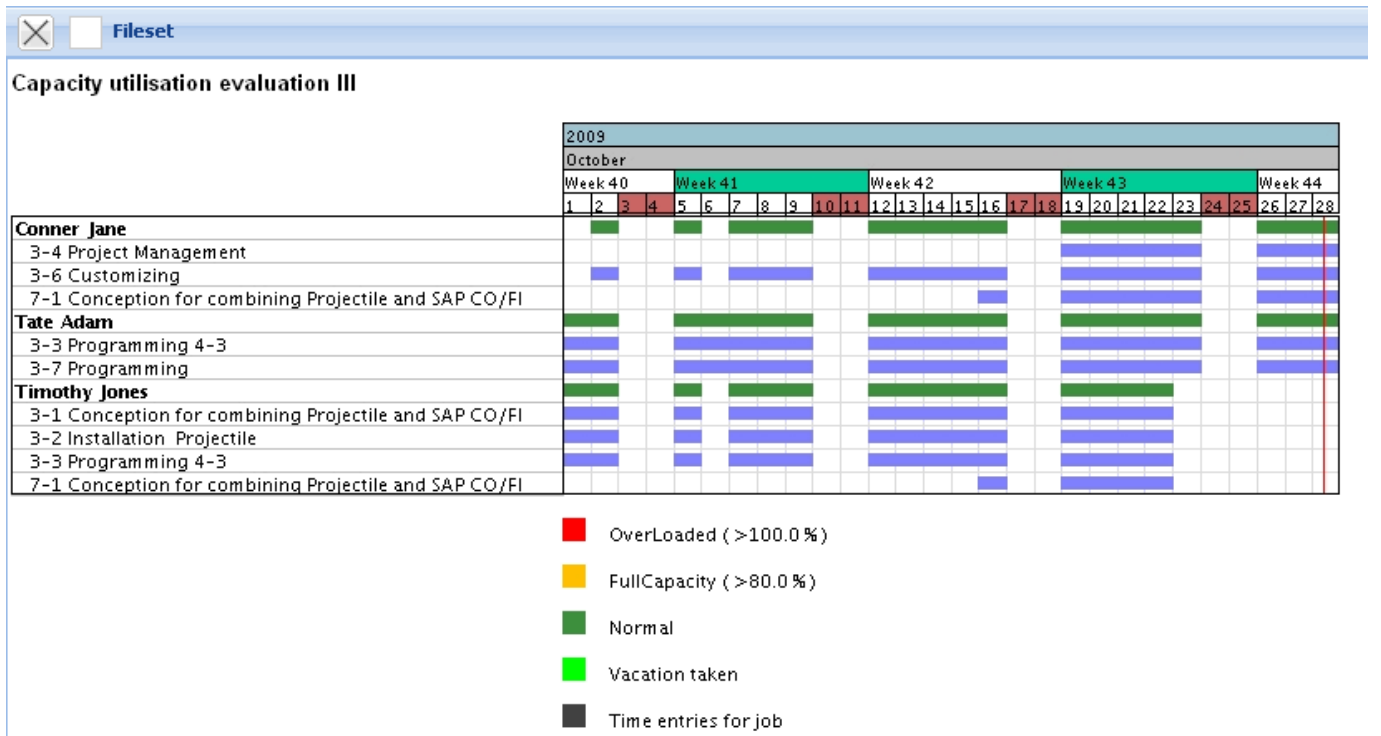 Fileset
Capacity utilisation evaluation III
2009
October
Week 40 Week 41 Week 42 Week 43 Week 44
1 2 3 4 5 6 7 8 9 10 11 12 13 14 15 16 17 18 19 20 21 22 23 24 25 26 27 28
Conner Jane
3-4 Project Management
3-6 Customizing
7-1 Conception for combining Projectile and SAP CO/FI
Tate Adam
3-3 Programming 4-3
3-7 Programming
Timothy Jones
3-1 Conception for combining Projectile and SAP CO/FI
3-2 Installation Projectile
3-3 Programming 4-3
7-1 Conception for combining Projectile and SAP CO/FI
OverLoaded (>100.0%)
FullCapacity (>80.0%)
Normal
Vacation taken
Time entries for job